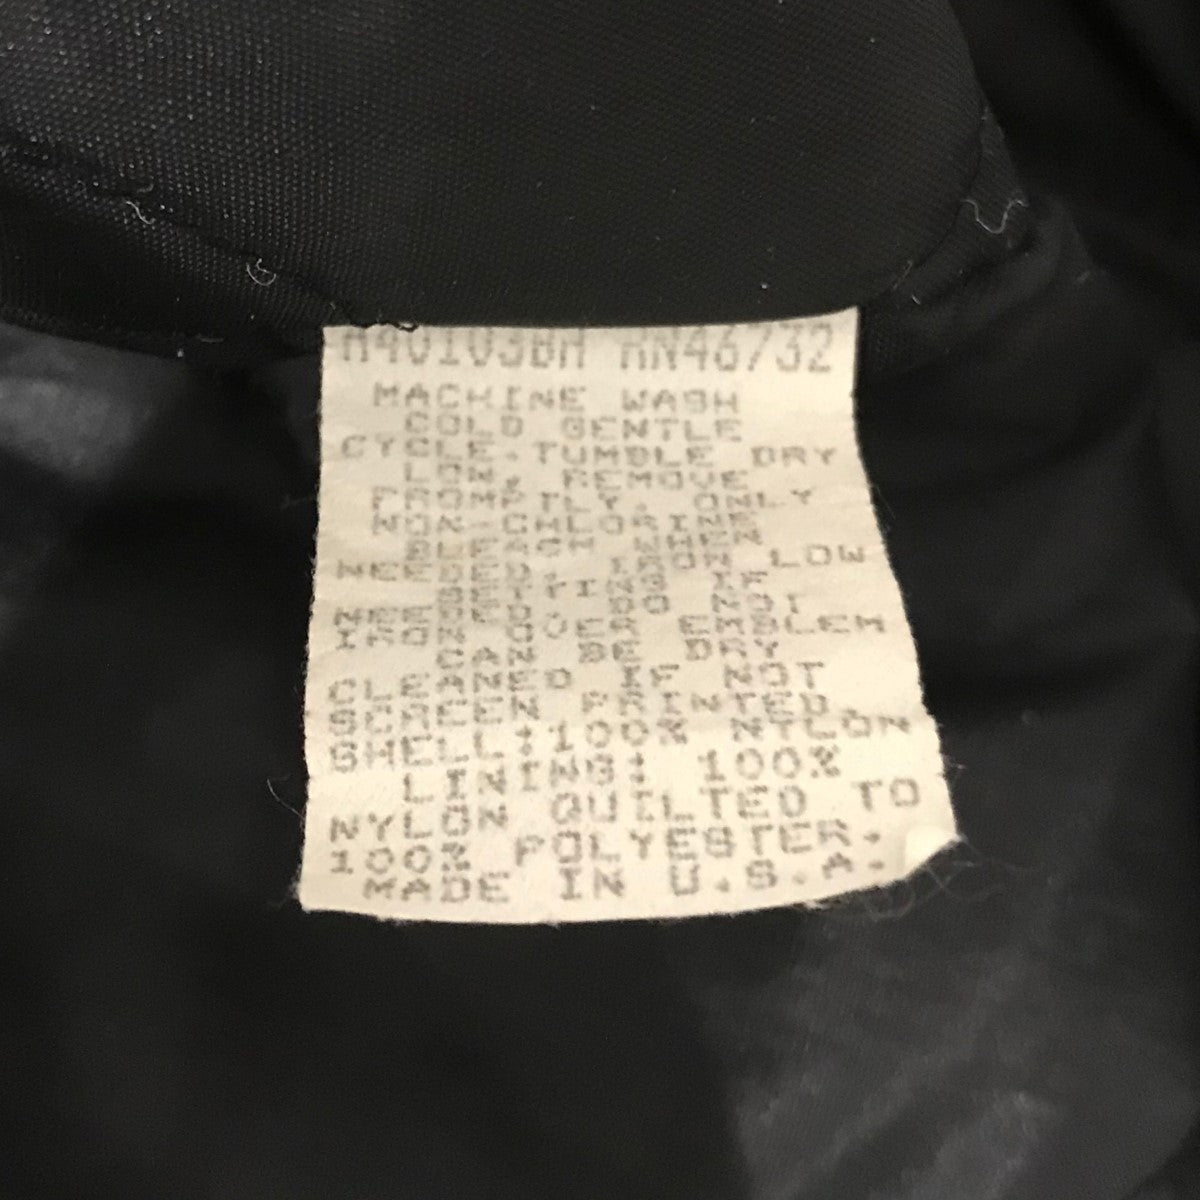 A40103BH RN46732
MACHINE WASH
COLD GENTLE
CYCLE.TUMBLE DRY
LOW. REMOVE
PROMPTLY.ONLY
NON-CHLORINE
BLEACH WHEN
NEEDED. IRON LOW
IF
NEEDED. DO NOT
IRON EMBLEM
CAN BE DRY
CLEANED IF NOT
SCREEN PRINTED.
SHELL:100% NYLON
LINING: 100%
NYLON QUILTED TO
100% POLYESTER.
MADE IN U.S.A.